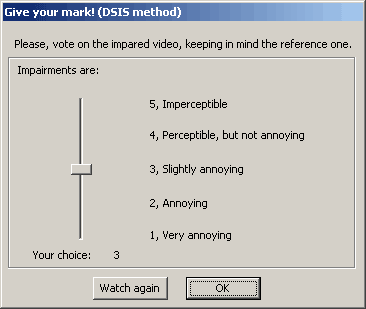 Give your mark! (DSIS method)
Please, vote on the impared video, keeping in mind the reference one.
Impairments are:
5, Imperceptible
4, Perceptible, but not annoying
3, Slightly annoying
2, Annoying
1, Very annoying
Your choice: 3
Watch again OK